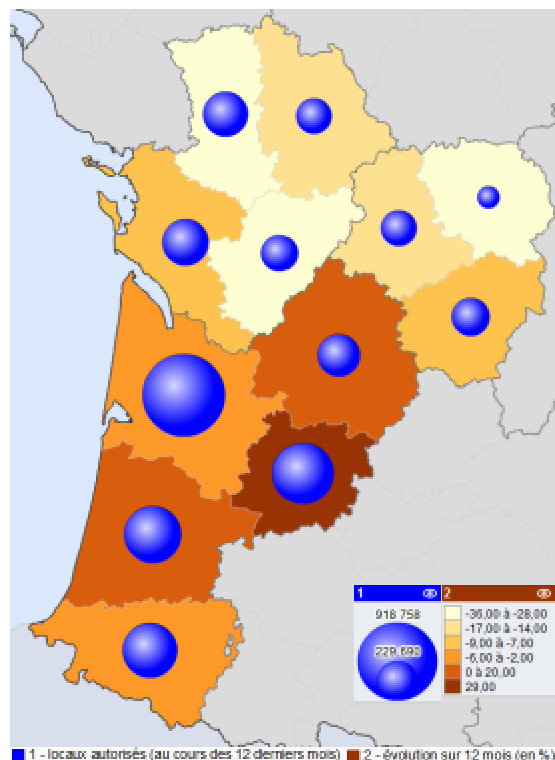 1 2
918 758
229 690
-36,00 à -28,00
-17,00 à -14,00
-9,00 à -7,00
-6,00 à -2,00
0 à 20,00
29,00
1 - locaux autorisés (au cours des 12 derniers mois) 2 - évolution sur 12 mois (en %)